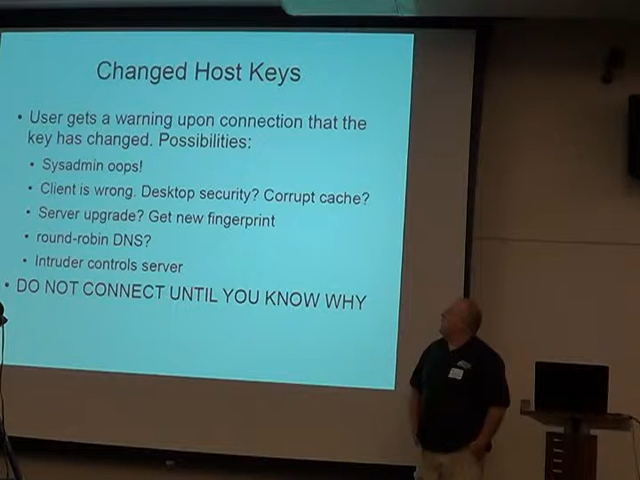 Changed Host Keys
• User gets a warning upon connection that the
key has changed. Possibilities:
• Sysadmin oops!
• Client is wrong. Desktop security? Corrupt cache?
• Server upgrade? Get new fingerprint
• round-robin DNS?
• Intruder controls server
• DO NOT CONNECT UNTIL YOU KNOW WHY